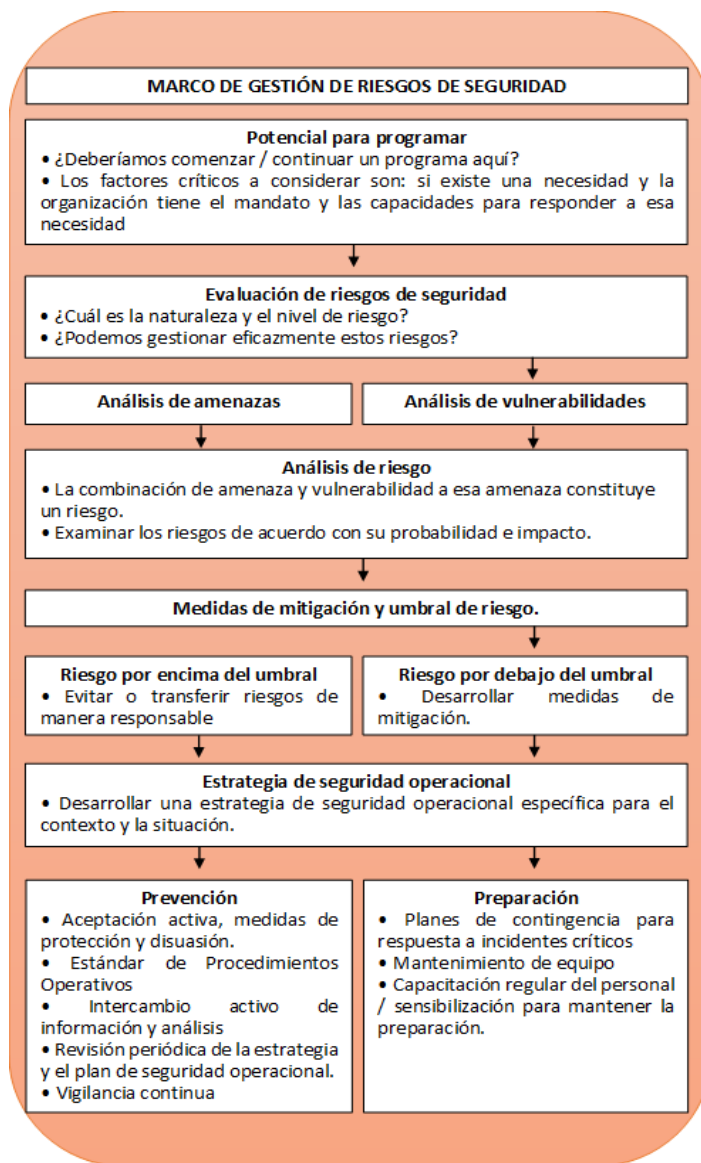 MARCO DE GESTIÓN DE RIESGOS DE SEGURIDAD
Potencial para programar
• ¿Deberíamos comenzar / continuar un programa aquí?
• Los factores críticos a considerar son: si existe una necesidad y la
organización tiene el mandato y las capacidades para responder a esa
necesidad
Evaluación de riesgos de seguridad
• ¿Cuál es la naturaleza y el nivel de riesgo?
• ¿Podemos gestionar eficazmente estos riesgos?
Análisis de amenazas
Análisis de vulnerabilidades
Análisis de riesgo
• La combinación de amenaza y vulnerabilidad a esa amenaza constituye
un riesgo.
• Examinar los riesgos de acuerdo con su probabilidad e impacto.
Medidas de mitigación y umbral de riesgo.
Riesgo por encima del umbral
• Evitar o transferir riesgos de
manera responsable
Riesgo por debajo del umbral
• Desarrollar medidas de
mitigación.
Estrategia de seguridad operacional
• Desarrollar una estrategia de seguridad operacional específica para el
contexto y la situación.
Prevención
• Aceptación activa, medidas de
protección y disuasión.
• Estándar de Procedimientos
Operativos
• Intercambio activo de
información y análisis
• Revisión periódica de la estrategia
y el plan de seguridad operacional.
• Vigilancia continua
Preparación
• Planes de contingencia para
respuesta a incidentes críticos
• Mantenimiento de equipo
• Capacitación regular del personal
/ sensibilización para mantener la
preparación.